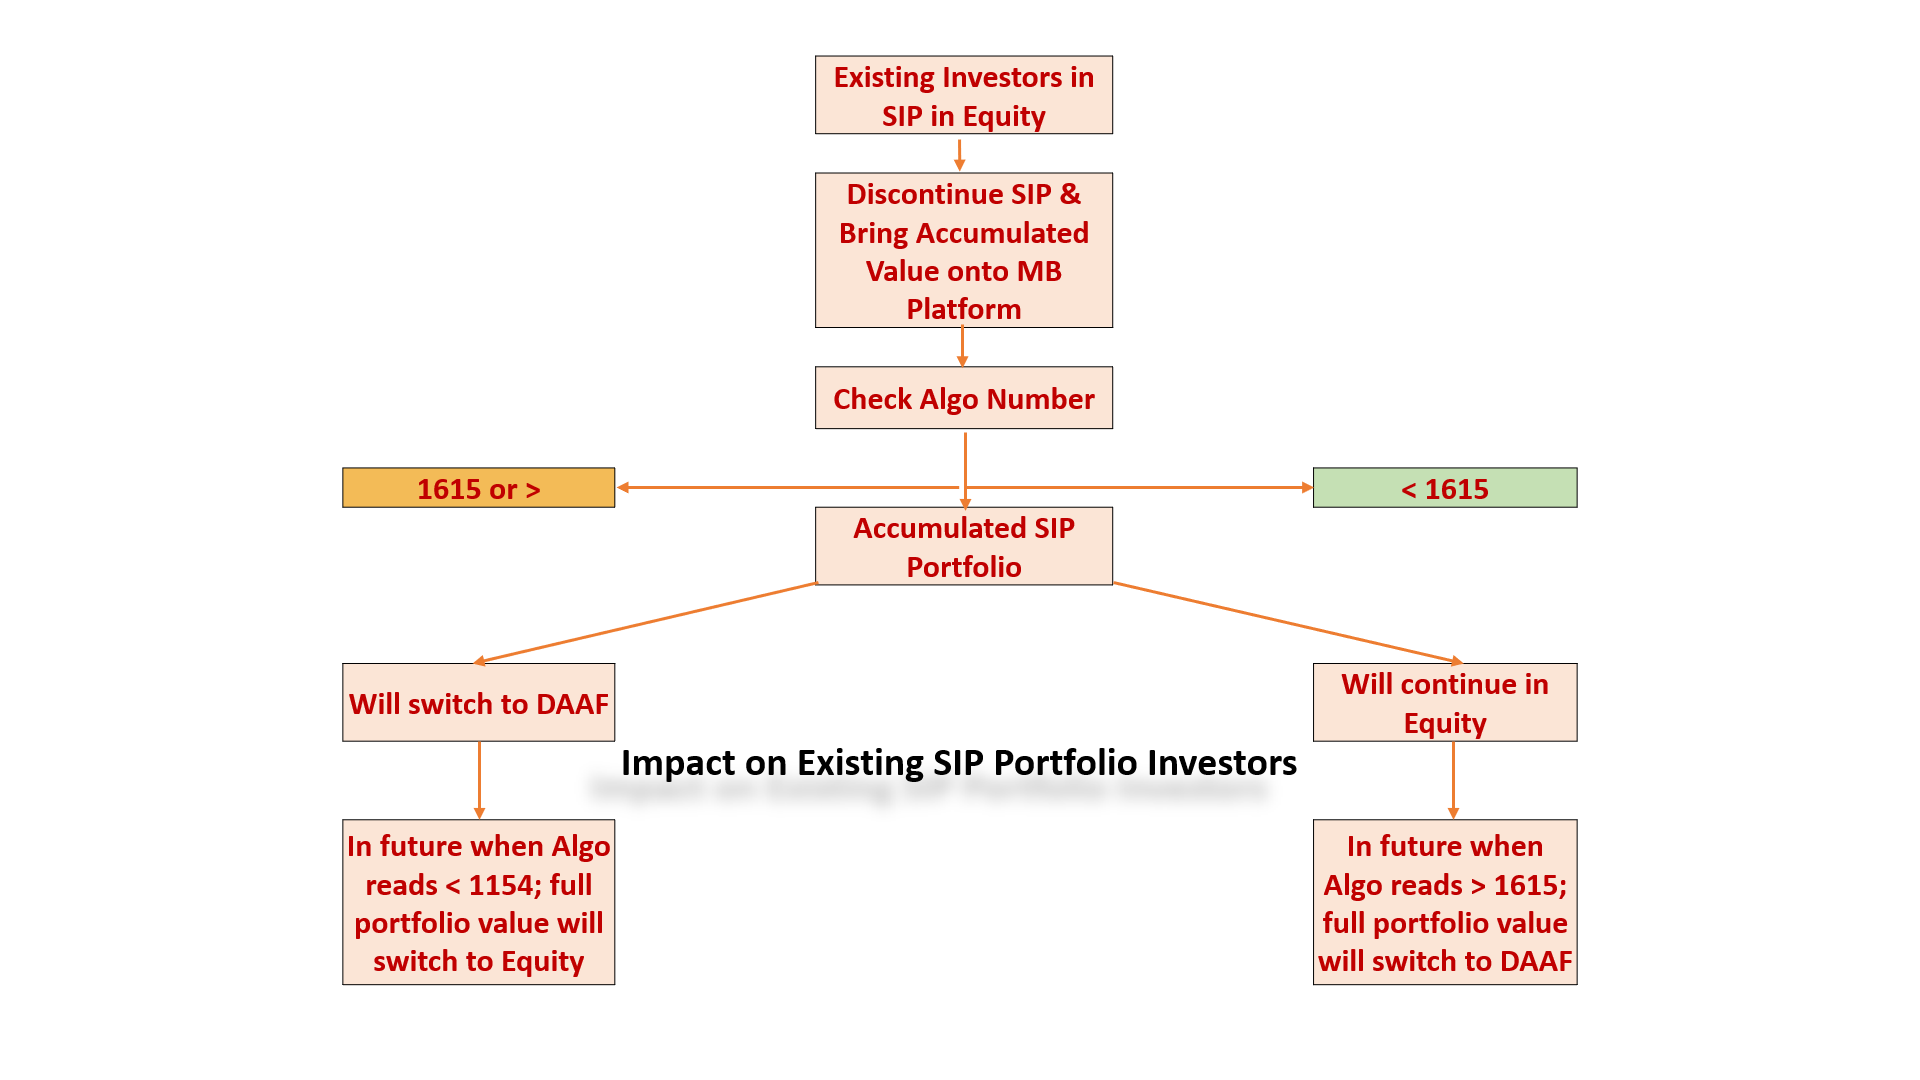 Existing Investors in
SIP in Equity
Discontinue SIP &
Bring Accumulated
Value onto MB
Platform
Check Algo Number
1615 or >
< 1615
Accumulated SIP
Portfolio
Will switch to DAAF
Will continue in
Equity
Impact on Existing SIP Portfolio Investors
In future when Algo
reads < 1154; full
portfolio value will
switch to Equity
In future when
Algo reads > 1615;
full portfolio value
will switch to DAAF